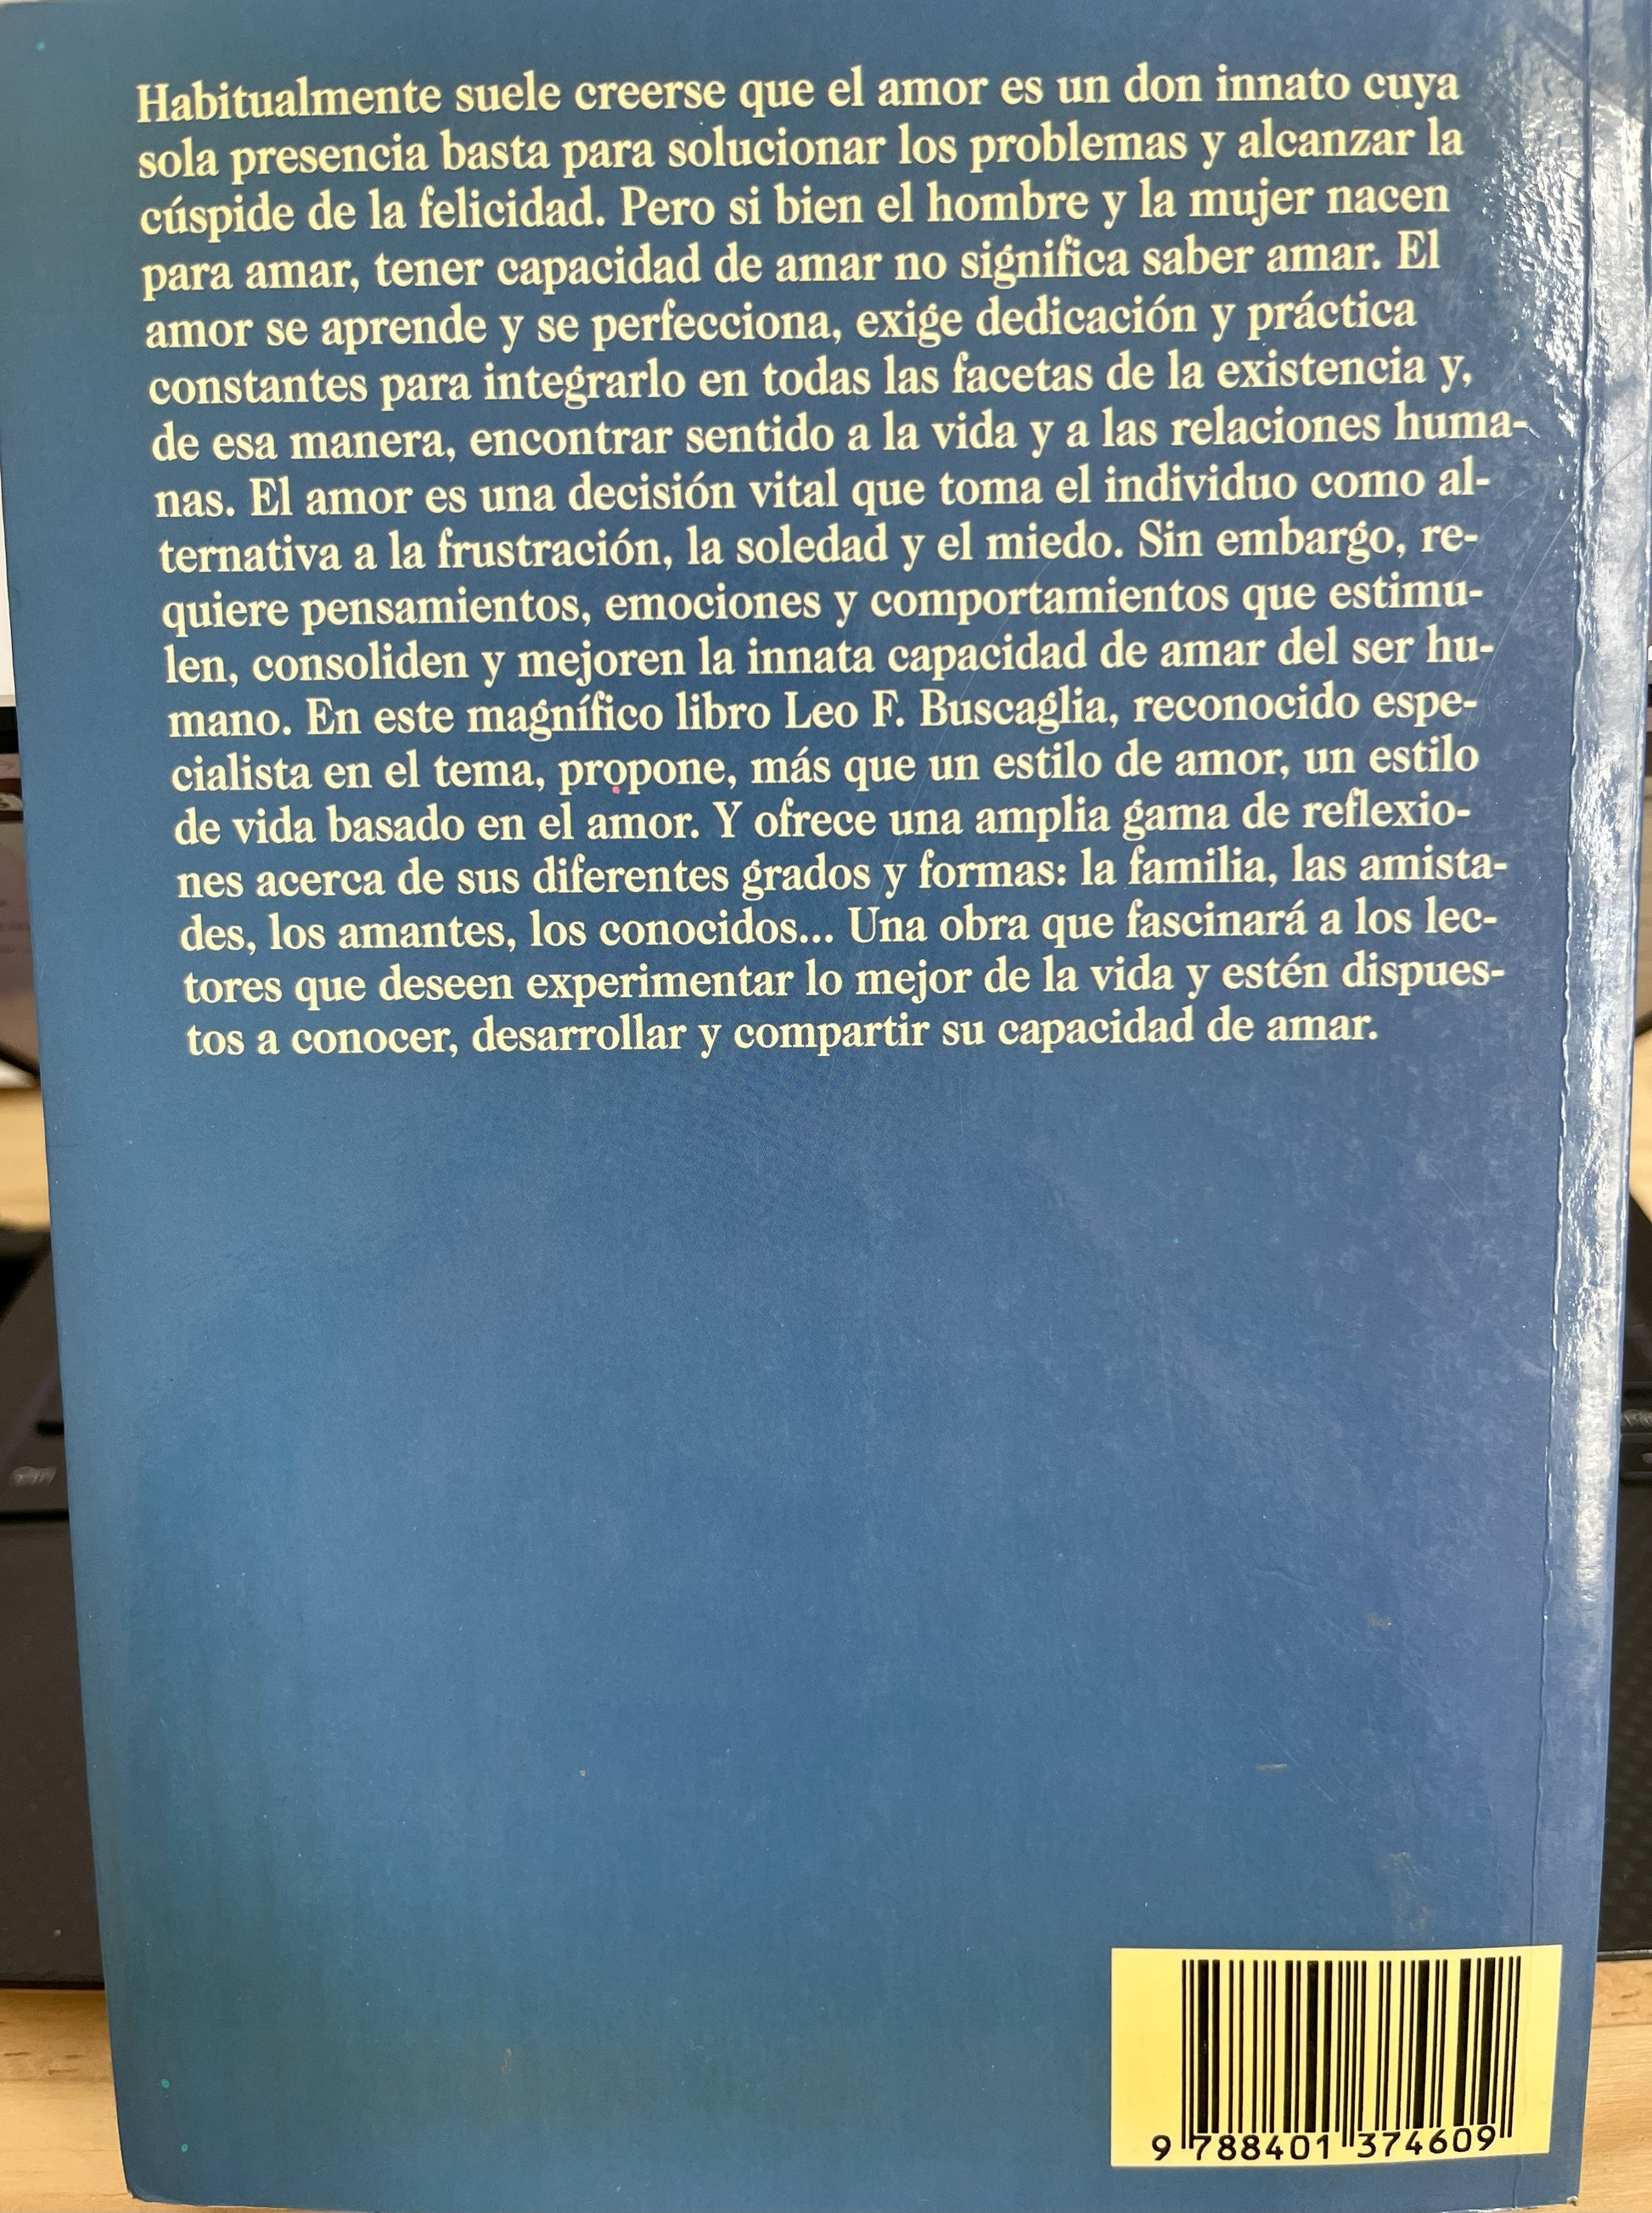 Habitualmente suele creerse que el amor es un don innato cuya
sola presencia basta para solucionar los problemas y alcanzar la
cúspide de la felicidad. Pero si bien el hombre y la mujer nacen
para amar, tener capacidad de amar no significa saber amar. El
amor se aprende y se perfecciona, exige dedicación y práctica
constantes para integrarlo en todas las facetas de la existencia y,
de esa manera, encontrar sentido a la vida y a las relaciones huma-
nas. El amor es una decisión vital que toma el individuo como al-
ternativa a la frustración, la soledad y el miedo. Sin embargo, re-
quiere pensamientos, emociones y comportamientos que estimu-
len, consoliden y mejoren la innata capacidad de amar del ser hu-
mano. En este magnífico libro Leo F. Buscaglia, reconocido espe-
cialista en el tema, propone, más que un estilo de amor, un estilo
de vida basado en el amor. Y ofrece una amplia gama de reflexio-
nes acerca de sus diferentes grados y formas: la familia, las amista-
des, los amantes, los conocidos... Una obra que fascinará a los lec-
tores que deseen experimentar lo mejor de la vida y estén dispues-
tos a conocer, desarrollar y compartir su capacidad de amar.
9 788401 374609